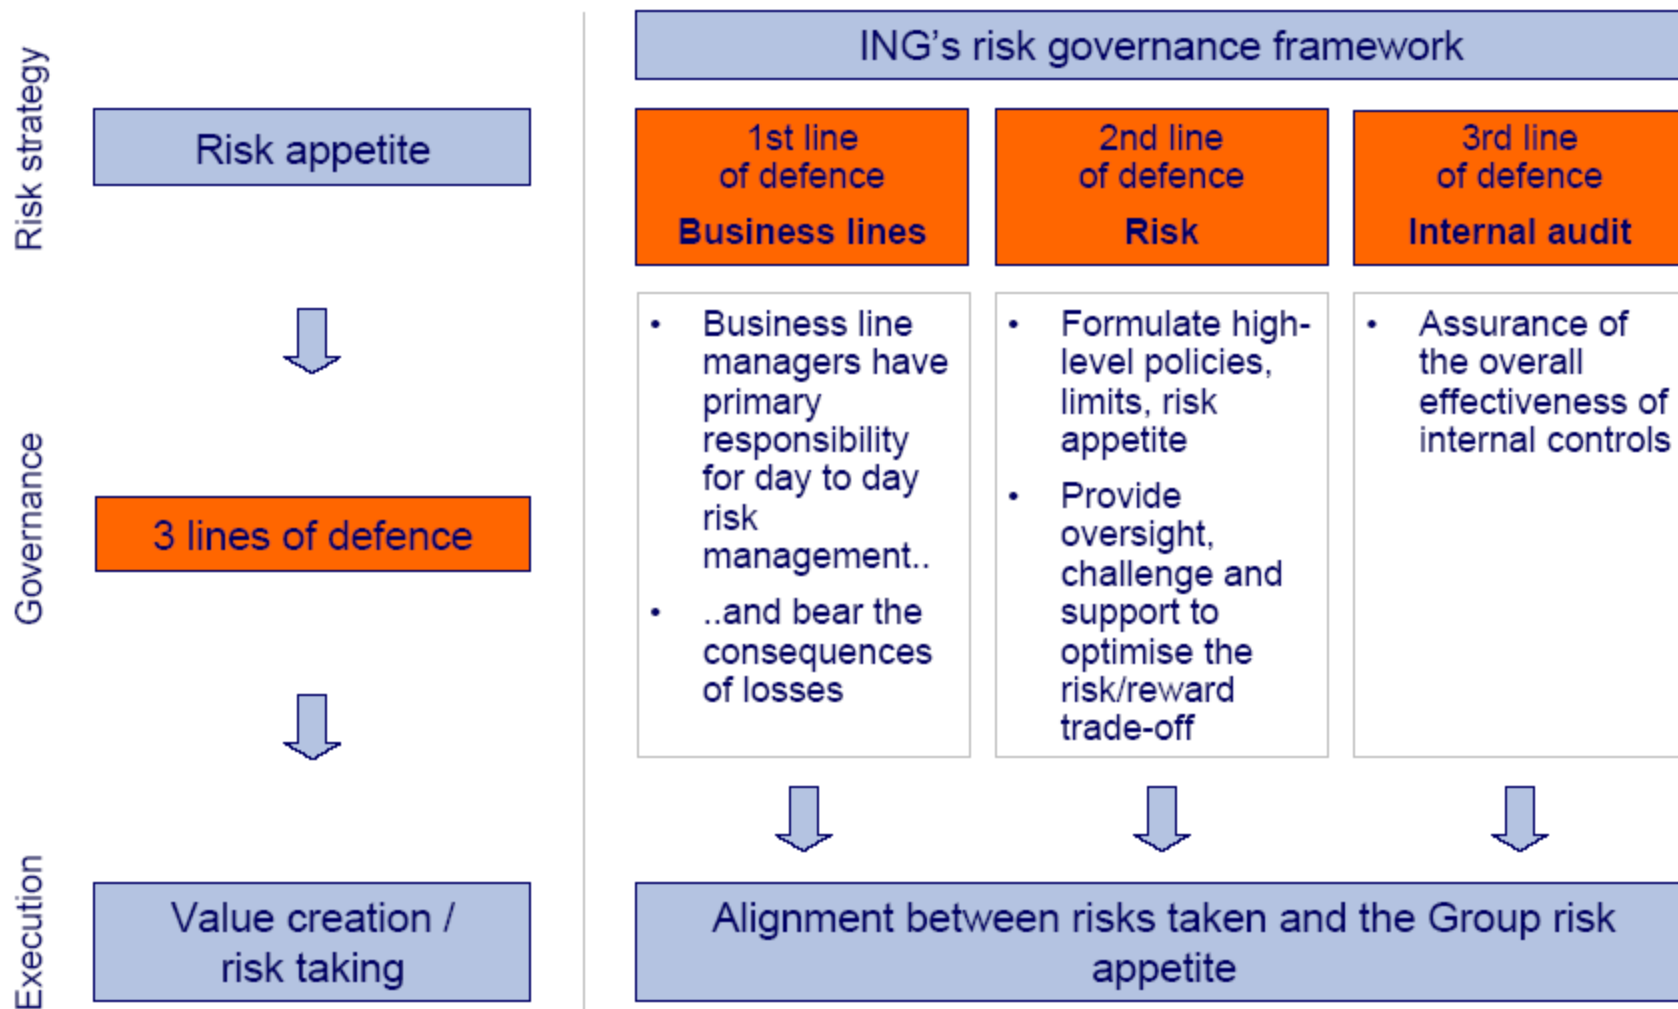 Risk strategy
Risk appetite
Governance
3 lines of defence
Execution
Value creation /
risk taking
ING's risk governance framework
1st line
of defence
Business lines
• Business line
managers have
primary
responsibility
for day to day
risk
management..
• ..and bear the
consequences
of losses
2nd line
of defence
Risk
• Formulate high-
level policies,
limits, risk
appetite
• Provide
oversight,
challenge and
support to
optimise the
risk/reward
trade-off
3rd line
of defence
Internal audit
• Assurance of
the overall
effectiveness of
internal controls
Alignment between risks taken and the Group risk
appetite